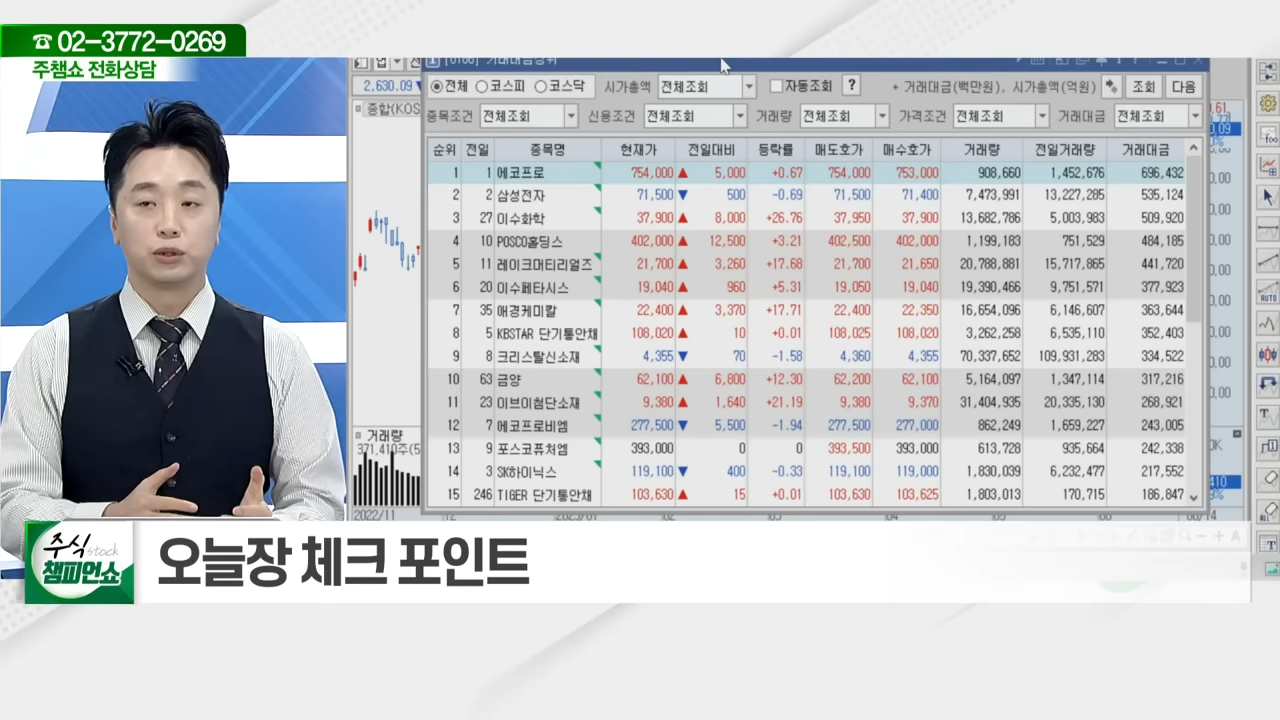 ☎ 02-3772-0269
주챔쇼 전화상담
[0186] 거래대금상위
2,630.09
전체 코스피 코스닥 시가총액 전체조회 자동조회 ? + 거래대금(백만원), 시가총액(억원) 조회 다음
종목조건 전체조회 신용조건 전체조회 거래량 전체조회 가격조건 전체조회 거래대금 전체조회
종합(KOS
순위 전일 종목명 현재가 전일대비 등락률 매도호가 매수호가 거래량 전일거래량 거래대금
1 1 에코프로 754,000 ▲ 5,000 +0.67 754,000 753,000 908,660 1,452,676 696,432
2 2 삼성전자 71,500 ▼ 500 -0.69 71,500 71,400 7,473,991 13,227,285 535,124
3 27 이수화학 37,900 ▲ 8,000 +26.76 37,950 37,900 13,682,786 5,003,983 509,920
4 10 POSCO홀딩스 402,000 ▲ 12,500 +3.21 402,500 402,000 1,199,183 751,529 484,185
5 11 레이크머티리얼즈 21,700 ▲ 3,260 +17.68 21,700 21,650 20,788,881 15,717,865 441,720
6 20 이수페타시스 19,040 ▲ 960 +5.31 19,050 19,040 19,390,466 9,751,571 377,923
7 35 애경케미칼 22,400 ▲ 3,370 +17.71 22,400 22,400 16,654,096 6,146,607 363,644
8 5 KBSTAR 단기통안채 108,020 ▲ 10 +0.01 108,025 108,020 3,262,258 6,535,110 352,403
9 8 크리스탈신소재 4,355 ▼ 70 -1.58 4,360 4,355 70,337,652 109,931,283 334,522
10 63 금양 62,100 ▲ 6,800 +12.30 62,200 62,100 5,164,097 1,347,114 317,216
11 23 이브이첨단소재 9,380 ▲ 1,640 +21.19 9,380 9,370 31,404,935 20,335,130 268,921
12 7 에코프로비엠 277,500 ▼ 5,500 -1.94 277,500 277,000 862,249 1,659,227 243,005
13 9 포스코퓨처엠 393,000 0 0 393,500 393,000 613,728 935,664 242,338
14 3 SK하이닉스 119,100 ▼ 400 -0.33 119,100 119,000 1,830,039 6,232,477 217,552
15 246 TIGER 단기통안채 103,630 ▲ 15 +0.01 103,630 103,625 1,803,013 170,715 186,847
거래량
371,410주(5
2022/11
주식 stock
챔피언쇼
오늘장 체크 포인트